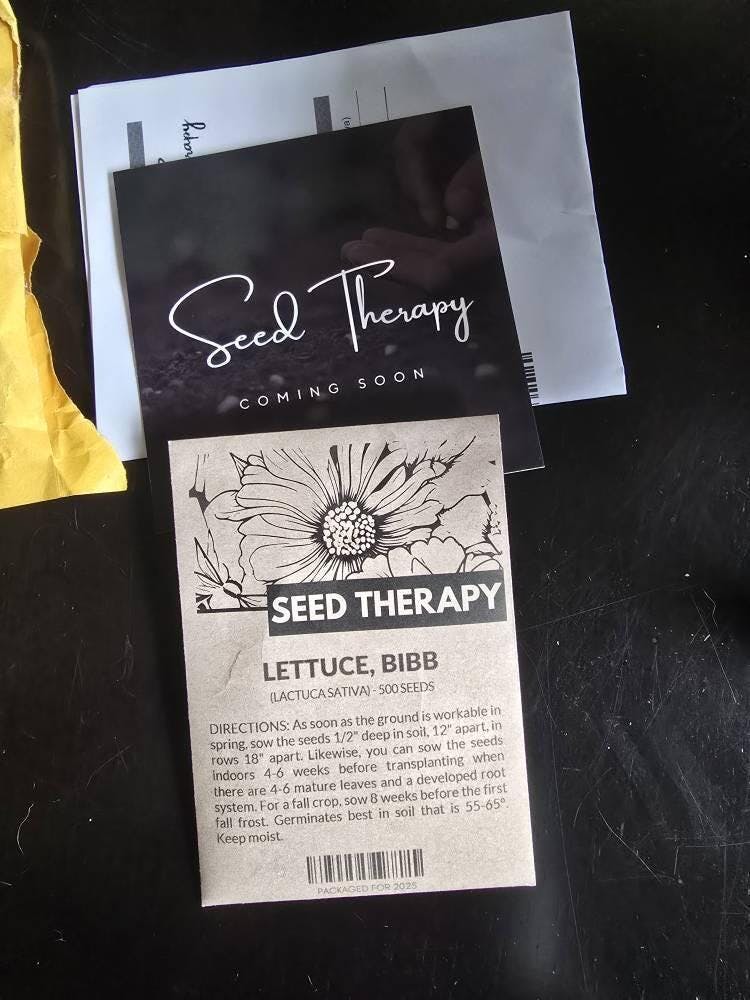 Seed Therapy
COMING SOON
SEED THERAPY
LETTUCE, BIBB
(LACTUCA SATIVA) - 500 SEEDS
DIRECTIONS: As soon as the ground is workable in
spring, sow the seeds 1/2" deep in soil, 12" apart, in
rows 18" apart. Likewise, you can sow the seeds
indoors 4-6 weeks before transplanting when
there are 4-6 mature leaves and a developed root
system. For a fall crop, sow 8 weeks before the first
fall frost. Germinates best in soil that is 55-65°.
Keep moist.
PACKAGED FOR 2025